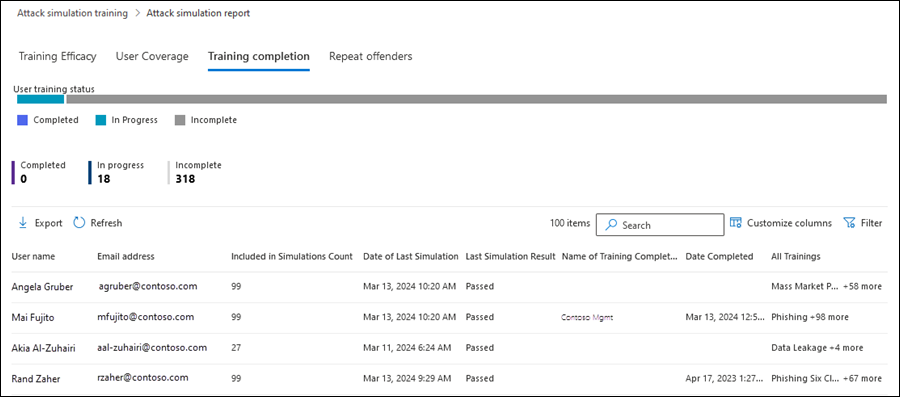 Attack simulation training > Attack simulation report
Training Efficacy User Coverage Training completion Repeat offenders
User training status
Completed In Progress Incomplete
Completed In progress Incomplete
0 18 318
Export Refresh 100 items Search Customize columns Filter
User name Email address Included in Simulations Count Date of Last Simulation Last Simulation Result Name of Training Complet... Date Completed All Trainings
Angela Gruber agruber@contoso.com 99 Mar 13, 2024 10:20 AM Passed Mass Market P... +58 more
Mai Fujito mfujito@contoso.com 99 Mar 13, 2024 10:20 AM Passed Contoso Mgmt Mar 13, 2024 12:5... Phishing +98 more
Akia Al-Zuhairi aal-zuhairi@contoso.com 27 Mar 11, 2024 6:24 AM Passed Data Leakage +4 more
Rand Zaher rzaher@contoso.com 99 Mar 13, 2024 9:29 AM Passed Apr 17, 2023 1:27... Phishing Six Cl... +67 more